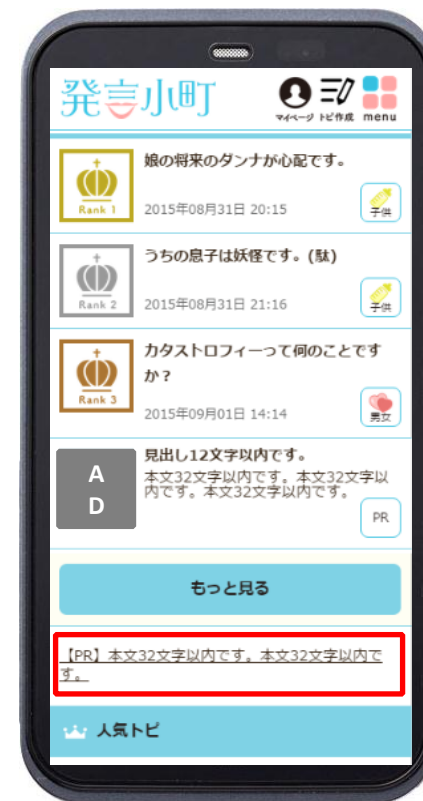 発言小町
マイページ トピ作成 menu
娘の将来のダンナが心配です。
Rank 1
2015年08月31日 20:15
子供
うちの息子は妖怪です。(駄)
Rank 2
2015年08月31日 21:16
子供
カタストロフィーって何のことです
か？
Rank 3
2015年09月01日 14:14
男女
A
D
見出し12文字以内です。
本文32文字以内です。本文32文字以
内です。本文32文字以内です。
PR
もっと見る
【PR】本文32文字以内です。本文32文字以内で
す。
人気トピ